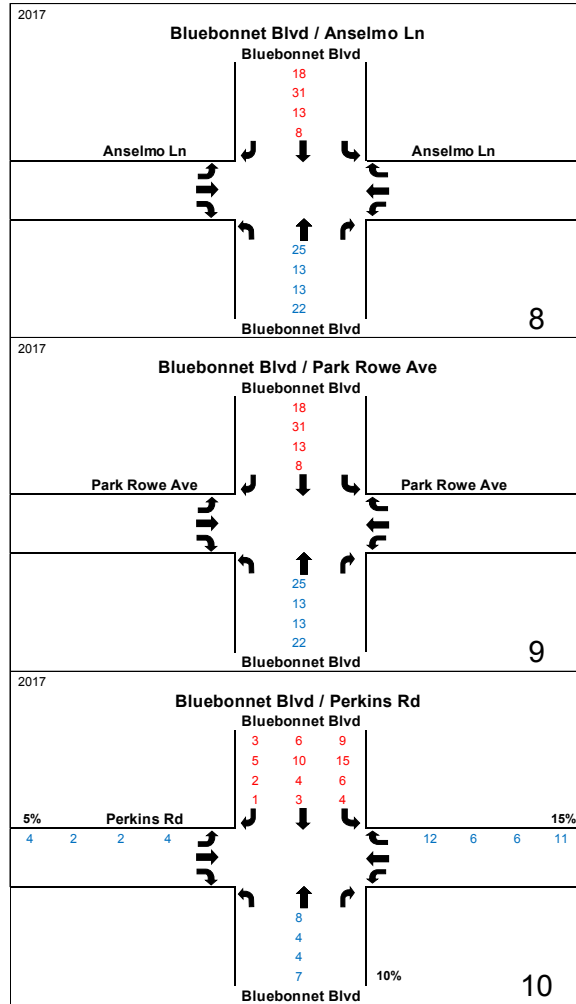 2017
Bluebonnet Blvd / Anselmo Ln
Bluebonnet Blvd
18
31
13
8
Anselmo Ln Anselmo Ln
25
13
13
22
Bluebonnet Blvd
8
2017
Bluebonnet Blvd / Park Rowe Ave
Bluebonnet Blvd
18
31
13
8
Park Rowe Ave Park Rowe Ave
25
13
13
22
Bluebonnet Blvd
9
2017
Bluebonnet Blvd / Perkins Rd
Bluebonnet Blvd
3 6 9
5 10 15
2 4 6
1 3 4
5% Perkins Rd 15%
4 2 2 4 12 6 6 11
8
4
4
7 10%
Bluebonnet Blvd
10